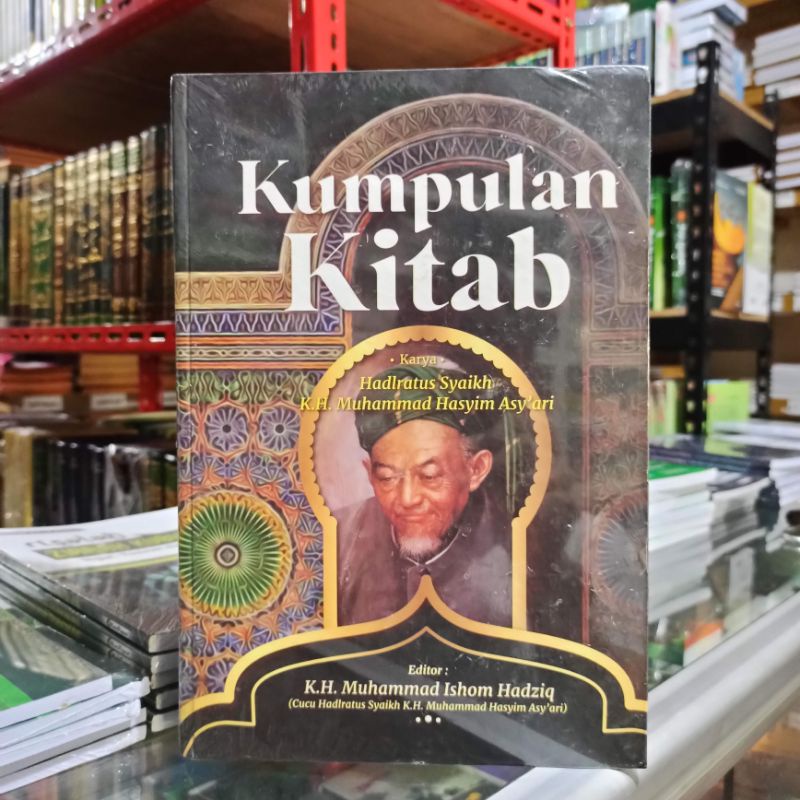 Kumpulan
Kitab
• Karya •
Hadlratus Syaikh
K.H. Muhammad Hasyim Asy'ari
Editor :
K.H. Muhammad Ishom Hadziq
(Cucu Hadlratus Syaikh K.H. Muhammad Hasyim Asy'ari)